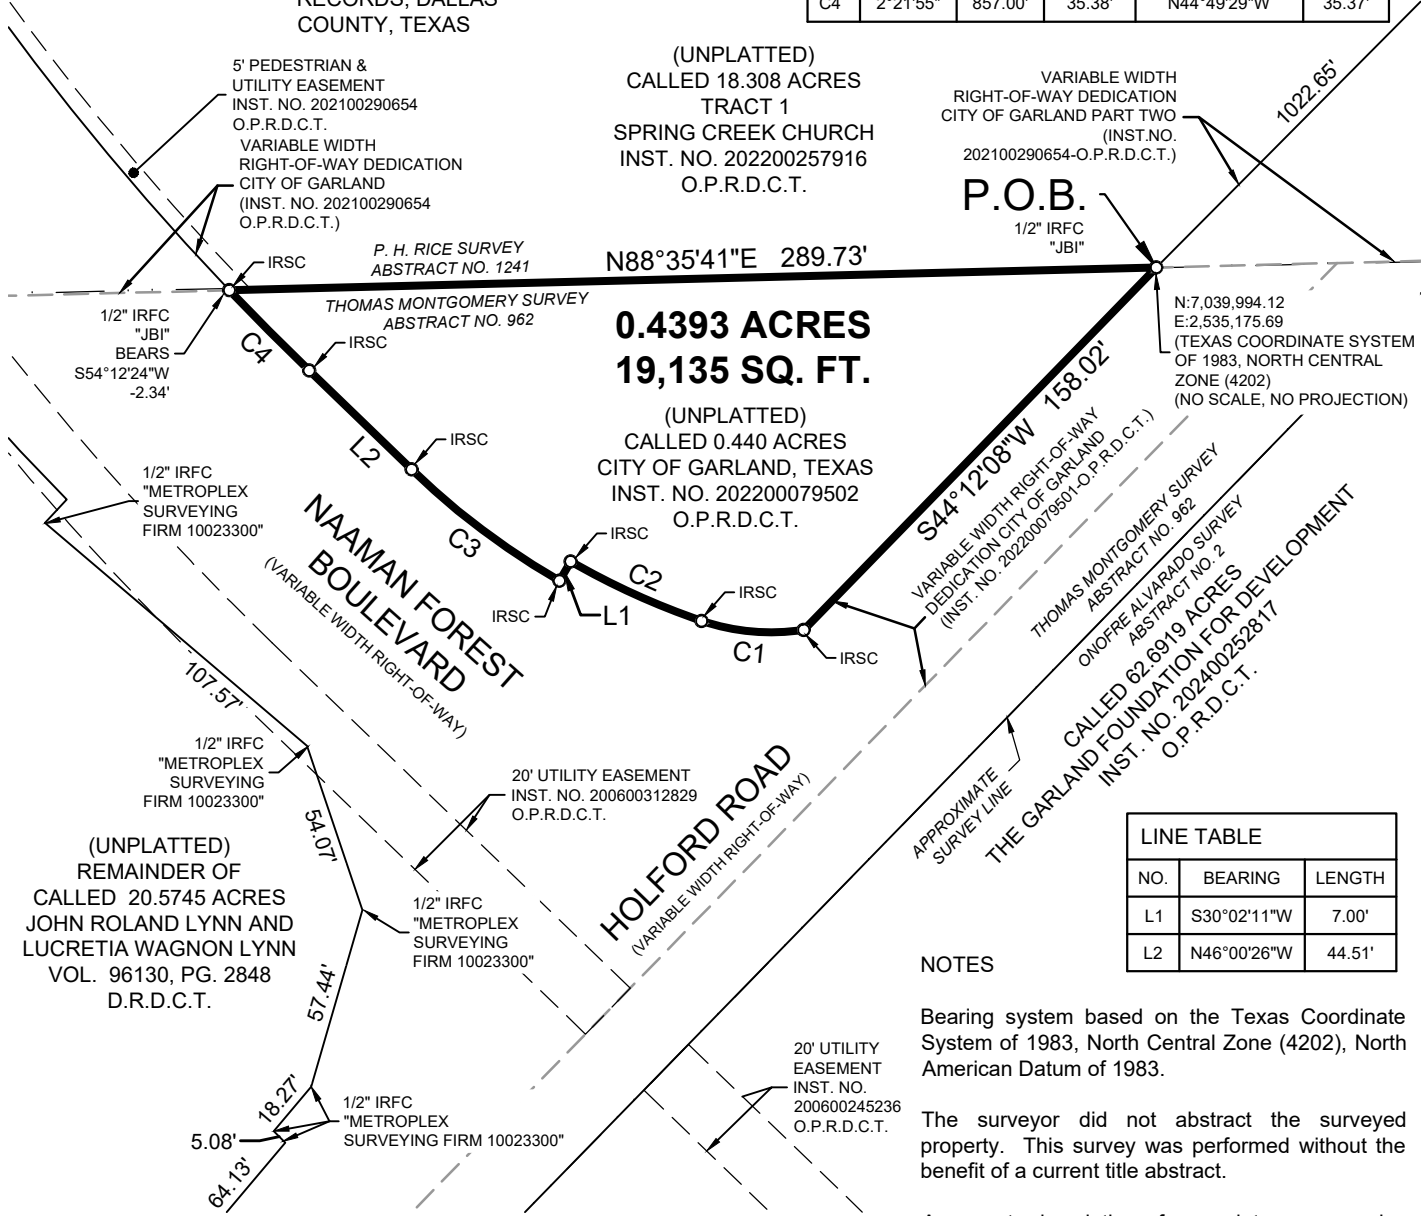 RECORDS, DALLAS
COUNTY, TEXAS
C4 2°21'55" 857.00' 35.38' N44°49'29"W 35.37'
5' PEDESTRIAN &
UTILITY EASEMENT
INST. NO. 202100290654
O.P.R.D.C.T.
VARIABLE WIDTH
RIGHT-OF-WAY DEDICATION
CITY OF GARLAND
(INST. NO. 202100290654
O.P.R.D.C.T.)
(UNPLATTED)
CALLED 18.308 ACRES
TRACT 1
SPRING CREEK CHURCH
INST. NO. 202200257916
O.P.R.D.C.T.
VARIABLE WIDTH
RIGHT-OF-WAY DEDICATION
CITY OF GARLAND PART TWO
(INST.NO.
202100290654-O.P.R.D.C.T.)
1022.65'
P.O.B.
1/2" IRFC
"JBI"
IRSC
P. H. RICE SURVEY
ABSTRACT NO. 1241
N88°35'41"E 289.73'
THOMAS MONTGOMERY SURVEY
ABSTRACT NO. 962
1/2" IRFC
"JBI"
BEARS
S54°12'24"W
-2.34'
C4
IRSC
0.4393 ACRES
19,135 SQ. FT.
N:7,039,994.12
E:2,535,175.69
(TEXAS COORDINATE SYSTEM
OF 1983, NORTH CENTRAL
ZONE (4202)
(NO SCALE, NO PROJECTION)
(UNPLATTED)
CALLED 0.440 ACRES
CITY OF GARLAND, TEXAS
INST. NO. 202200079502
O.P.R.D.C.T.
S44°12'08"W 158.02'
L2
IRSC
1/2" IRFC
"METROPLEX
SURVEYING
FIRM 10023300"
NAAMAN FOREST
BOULEVARD
(VARIABLE WIDTH RIGHT-OF-WAY)
C3
IRSC
C2
IRSC
L1
IRSC
C1
IRSC
VARIABLE WIDTH RIGHT-OF-WAY
DEDICATION CITY OF GARLAND
(INST. NO. 202200079501-O.P.R.D.C.T.)
THOMAS MONTGOMERY SURVEY
ABSTRACT NO. 962
ONOFRE ALVARADO SURVEY
ABSTRACT NO. 2
CALLED 62.6919 ACRES
THE GARLAND FOUNDATION FOR DEVELOPMENT
INST. NO. 202400252817
O.P.R.D.C.T.
APPROXIMATE
SURVEY LINE
107.57'
1/2" IRFC
"METROPLEX
SURVEYING
FIRM 10023300"
20' UTILITY EASEMENT
INST. NO. 200600312829
O.P.R.D.C.T.
HOLFORD ROAD
(VARIABLE WIDTH RIGHT-OF-WAY)
54.07'
(UNPLATTED)
REMAINDER OF
CALLED 20.5745 ACRES
JOHN ROLAND LYNN AND
LUCRETIA WAGNON LYNN
VOL. 96130, PG. 2848
D.R.D.C.T.
1/2" IRFC
"METROPLEX
SURVEYING
FIRM 10023300"
57.44'
18.27'
5.08'
64.13'
1/2" IRFC
"METROPLEX
SURVEYING FIRM 10023300"
20' UTILITY
EASEMENT
INST. NO.
200600245236
O.P.R.D.C.T.
LINE TABLE
NO. BEARING LENGTH
L1 S30°02'11"W 7.00'
L2 N46°00'26"W 44.51'
NOTES
Bearing system based on the Texas Coordinate
System of 1983, North Central Zone (4202), North
American Datum of 1983.
The surveyor did not abstract the surveyed
property. This survey was performed without the
benefit of a current title abstract.